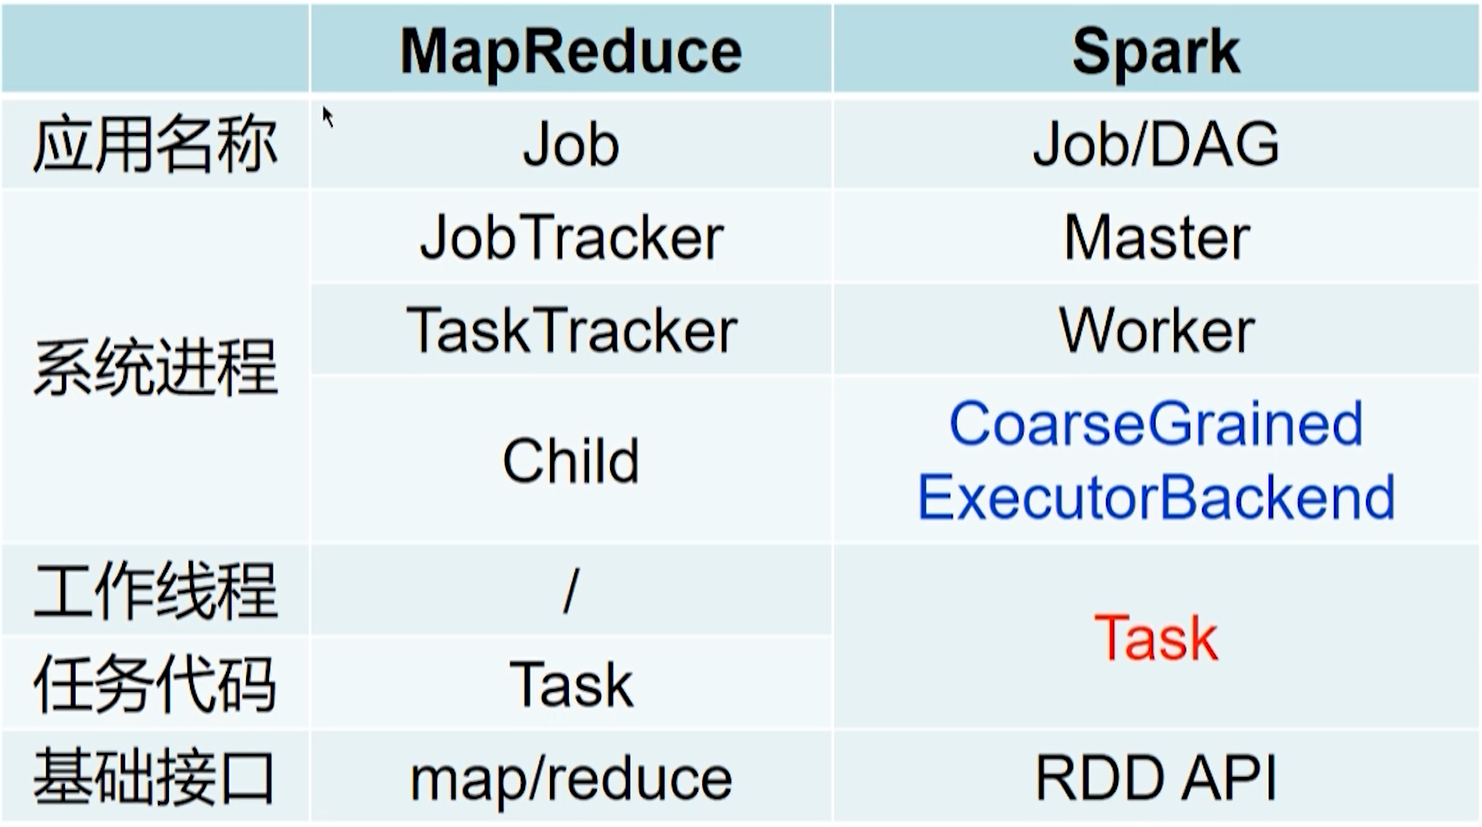 MapReduce Spark
应用名称 Job Job/DAG
系统进程 JobTracker Master
TaskTracker Worker
Child CoarseGrained
ExecutorBackend
工作线程 / Task
任务代码 Task
基础接口 map/reduce RDD API